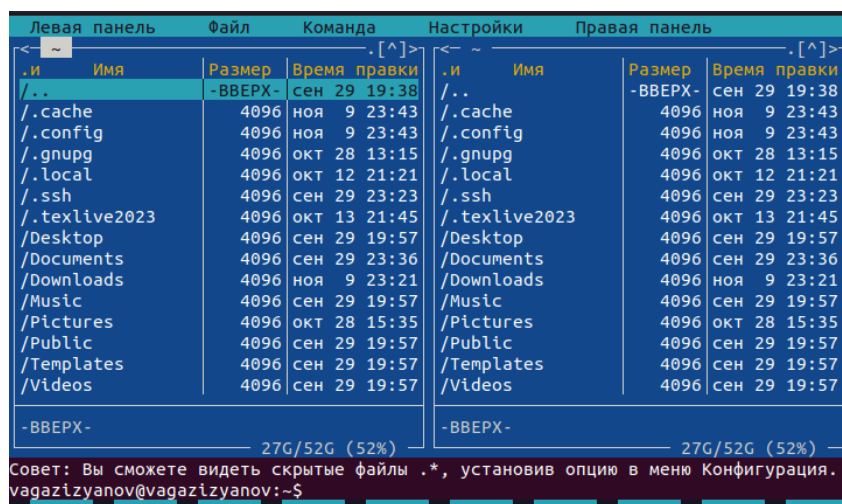 Левая панель Файл Команда Настройки Правая панель
<─ ~ ─.[^]> <─ ~ ─.[^]>
.и Имя Размер Время правки .и Имя Размер Время правки
/.. -ВВЕРХ- сен 29 19:38 /.. -ВВЕРХ- сен 29 19:38
/.cache 4096 ноя 9 23:43 /.cache 4096 ноя 9 23:43
/.config 4096 ноя 9 23:43 /.config 4096 ноя 9 23:43
/.gnupg 4096 окт 28 13:15 /.gnupg 4096 окт 28 13:15
/.local 4096 окт 12 21:21 /.local 4096 окт 12 21:21
/.ssh 4096 сен 29 23:23 /.ssh 4096 сен 29 23:23
/.texlive2023 4096 окт 13 21:45 /.texlive2023 4096 окт 13 21:45
/Desktop 4096 сен 29 19:57 /Desktop 4096 сен 29 19:57
/Documents 4096 сен 29 23:36 /Documents 4096 сен 29 23:36
/Downloads 4096 ноя 9 23:21 /Downloads 4096 ноя 9 23:21
/Music 4096 сен 29 19:57 /Music 4096 сен 29 19:57
/Pictures 4096 окт 28 15:35 /Pictures 4096 окт 28 15:35
/Public 4096 сен 29 19:57 /Public 4096 сен 29 19:57
/Templates 4096 сен 29 19:57 /Templates 4096 сен 29 19:57
/Videos 4096 сен 29 19:57 /Videos 4096 сен 29 19:57
-ВВЕРХ- -ВВЕРХ-
27G/52G (52%) 27G/52G (52%)
Совет: Вы сможете видеть скрытые файлы .*, установив опцию в меню Конфигурация.
vagazizyanov@vagazizyanov:~$